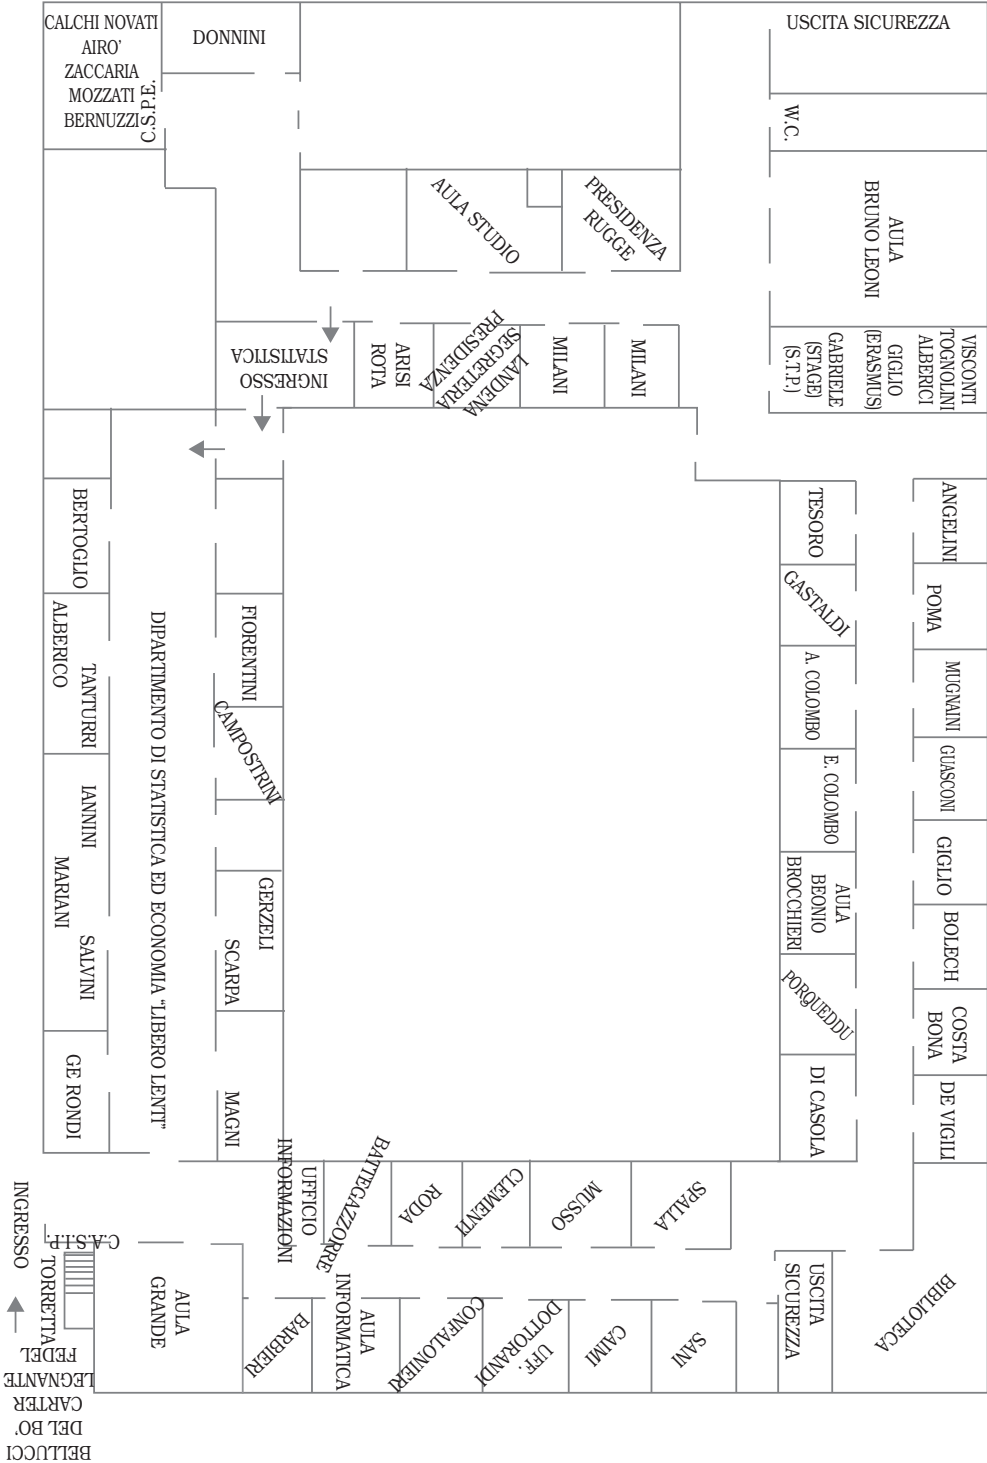 CALCHI NOVATI
AIRO'
ZACCARIA
MOZZATI
BERNUZZI
C.S.P.E.
DONNINI
USCITA SICUREZZA
W.C.
AULA STUDIO
PRESIDENZA
RUGGE
AULA
BRUNO LEONI
INGRESSO
STATISTICA
ARISI
ROTA
LANDENA
SEGRETERIA
PRESIDENZA
MILANI
MILANI
VISCONTI
TOGNOLINI
ALBERICI
GIGLIO
(ERASMUS)
GABRIELE
(STAGE)
(S.T.P.)
BERTOGLIO
ALBERICO
TANTURRI
IANNINI
MARIANI
SALVINI
GE RONDI
DIPARTIMENTO DI STATISTICA ED ECONOMIA “LIBERO LENTI”
FIORENTINI
CAMPOSTRINI
GERZELI
SCARPA
MAGNI
TESORO
GASTALDI
A. COLOMBO
E. COLOMBO
AULA
BEONIO
BROCCHIERI
PORQUEDDU
DI CASOLA
ANGELINI
POMA
MUGNAINI
GUASCONI
GIGLIO
BOLECH
COSTA
BONA
DE VIGILI
UFFICIO
INFORMAZIONI
BATTEGAZZORRE
RODA
CLEMENTI
MUSSO
SPALLA
INGRESSO
C.A.S.I.P.
TORRETTA
FEDEL
LEGNANTE
CARTER
DEL BO'
BELLUCCI
AULA
GRANDE
BARBIERI
AULA
INFORMATICA
CONFALONIERI
UFF.
DOTTORANDI
CAIMI
SANI
USCITA
SICUREZZA
BIBLIOTECA